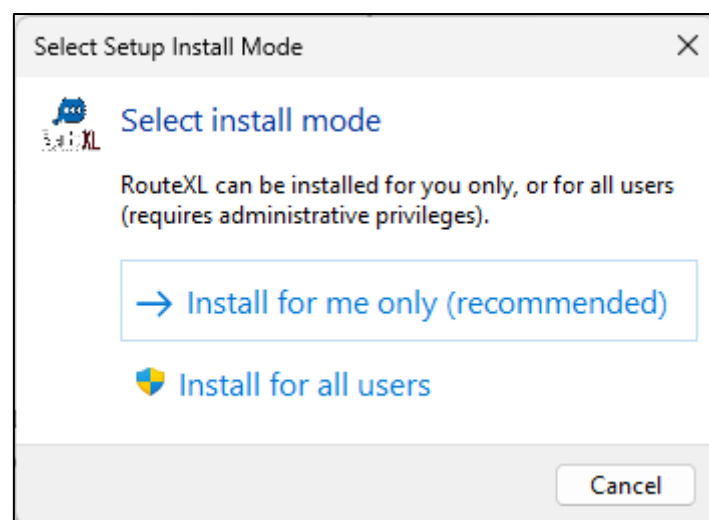 Select Setup Install Mode
XL
Select install mode
RouteXL can be installed for you only, or for all users
(requires administrative privileges).
Install for me only (recommended)
Install for all users
Cancel